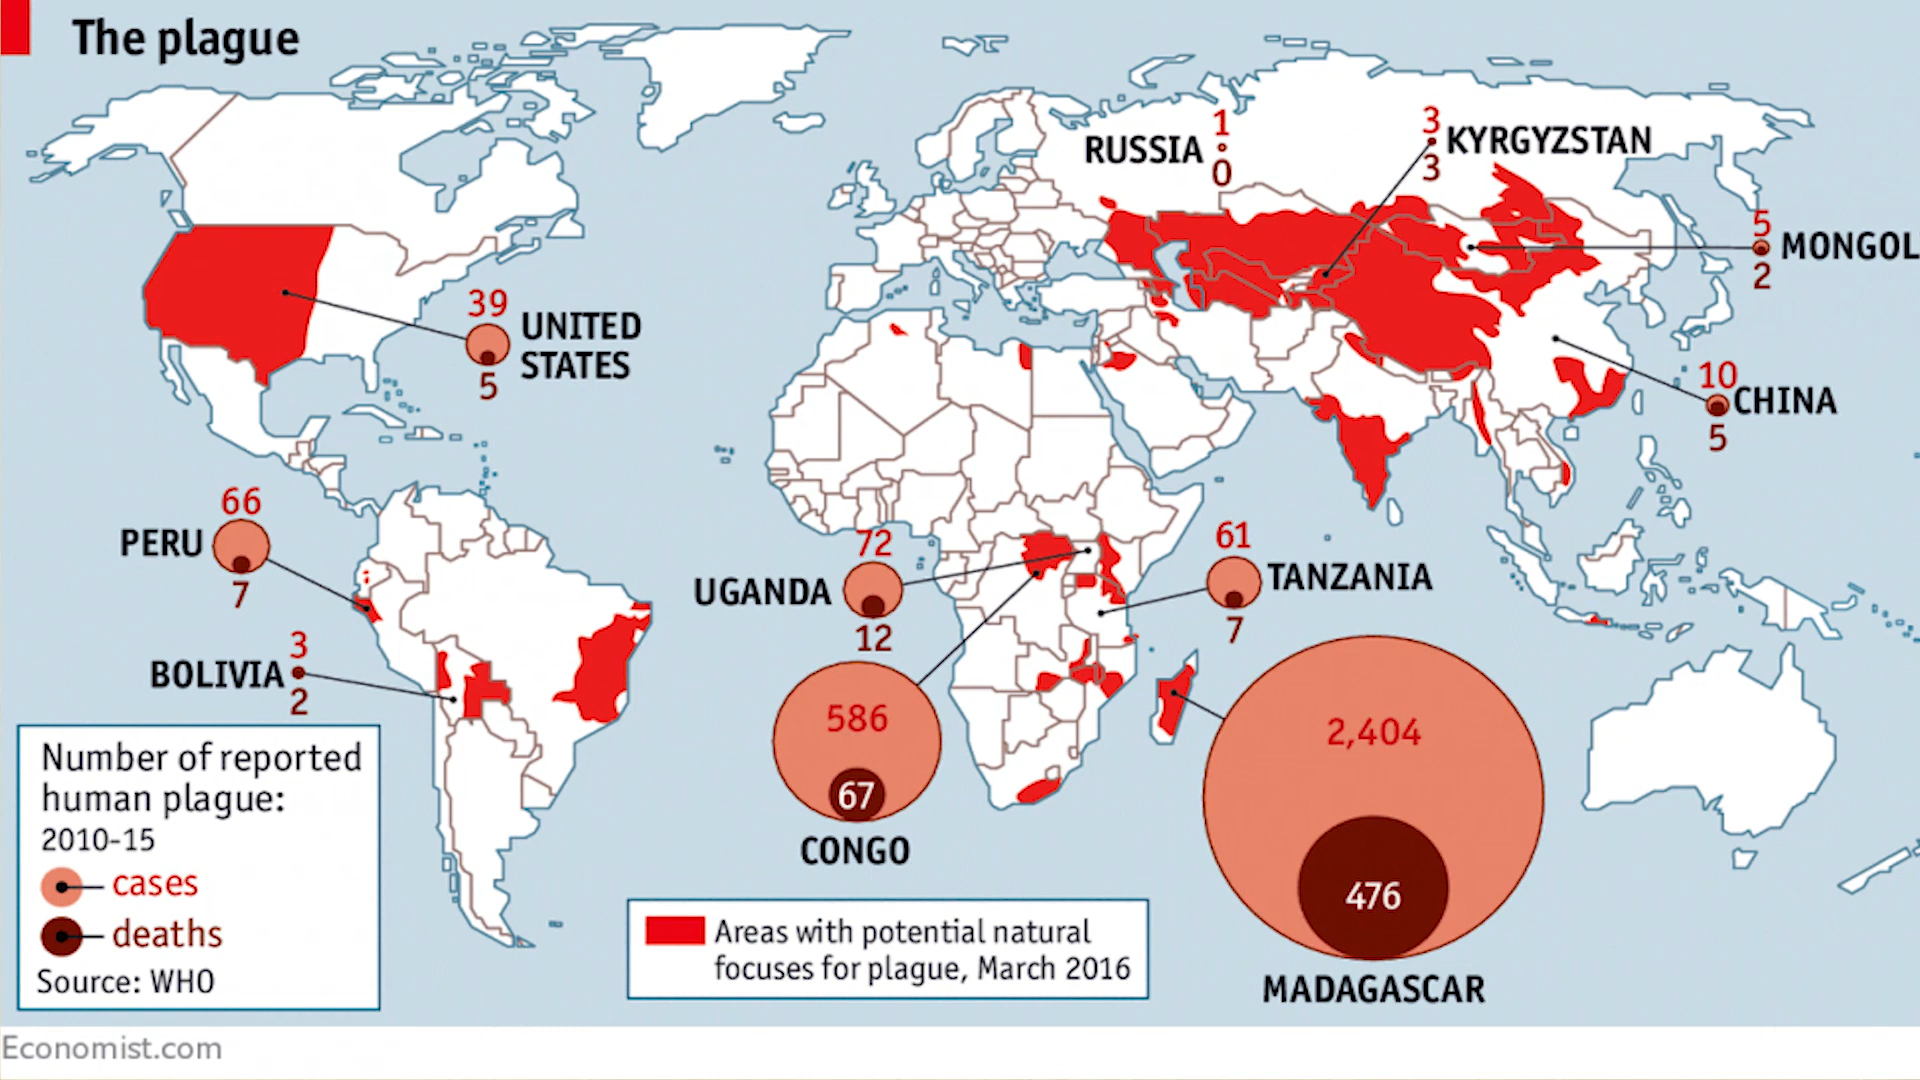 The plague
RUSSIA
1
0
3
KYRGYZSTAN
3
5
MONGOL
2
39
UNITED
STATES
5
10
CHINA
5
66
PERU
7
72
UGANDA
12
61
TANZANIA
7
3
BOLIVIA
2
586
67
CONGO
2,404
476
MADAGASCAR
Number of reported
human plague:
2010-15
cases
deaths
Source: WHO
Areas with potential natural
focuses for plague, March 2016
Economist.com